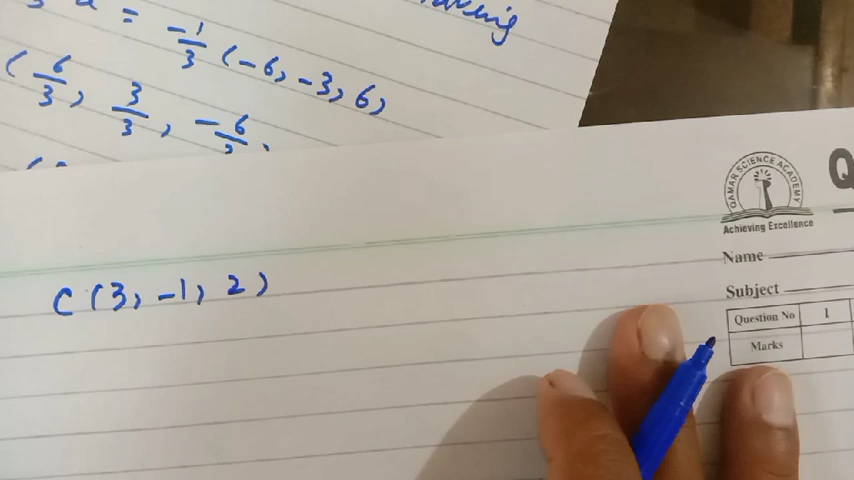 = -1/3 (-6, -3, 6)
(6/3, 3/3, -6/3,
QAMAR SCIENCE ACADEMY
Achieving Excellence
Q
Name
Subject
Question No 1
Marks
C (3, -1, 2)